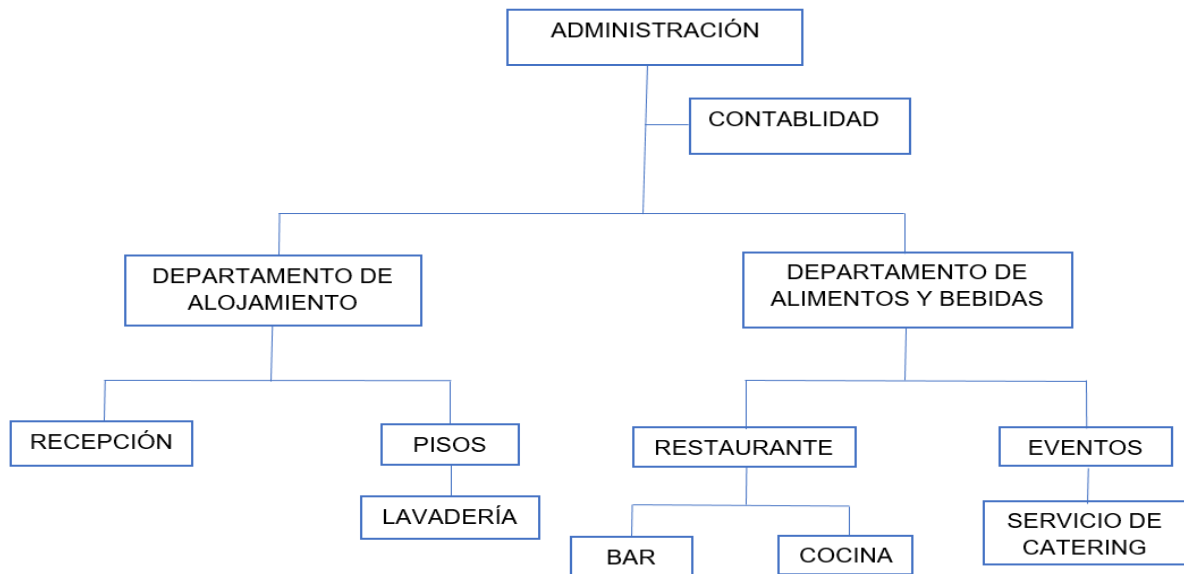 ADMINISTRACIÓN
CONTABLIDAD
DEPARTAMENTO DE
ALOJAMIENTO
DEPARTAMENTO DE
ALIMENTOS Y BEBIDAS
RECEPCIÓN
PISOS
RESTAURANTE
EVENTOS
LAVADERÍA
BAR
COCINA
SERVICIO DE
CATERING